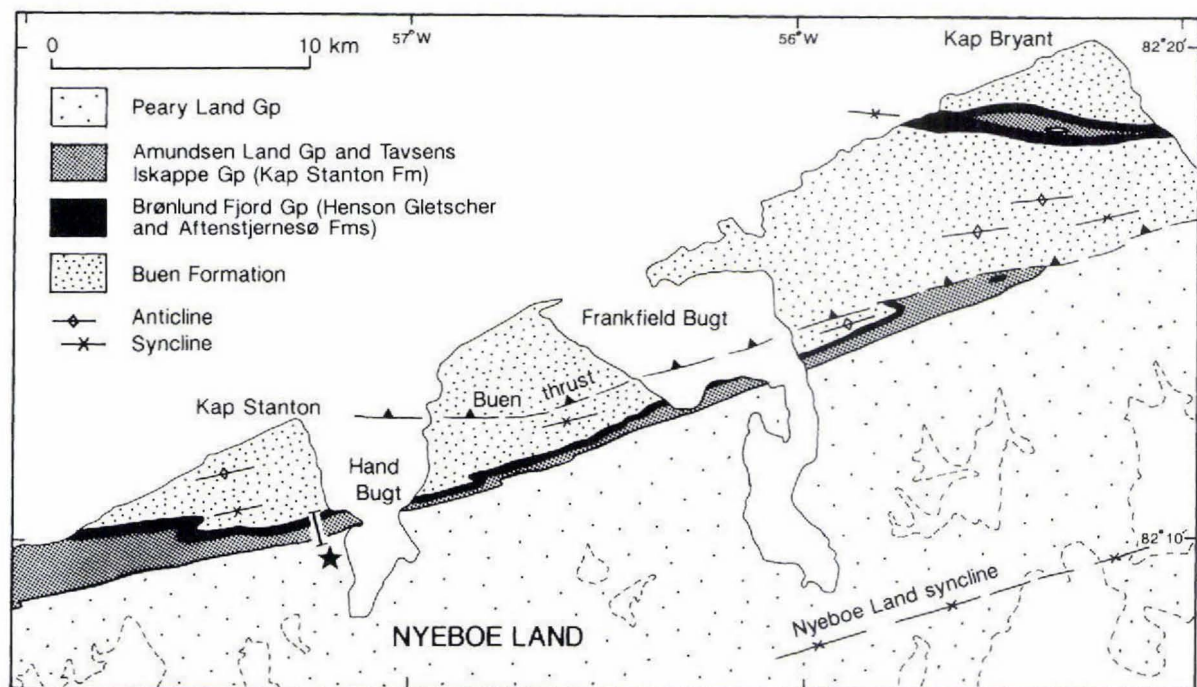 0 10 km
57°W
56°W
Kap Bryant
82°20'
Peary Land Gp
Amundsen Land Gp and Tavsens
Iskappe Gp (Kap Stanton Fm)
Brønlund Fjord Gp (Henson Gletscher
and Aftenstjernesø Fms)
Buen Formation
Anticline
Syncline
Frankfield Bugt
Buen thrust
Kap Stanton
Hand
Bugt
82°10'
Nyeboe Land syncline
NYEBOE LAND